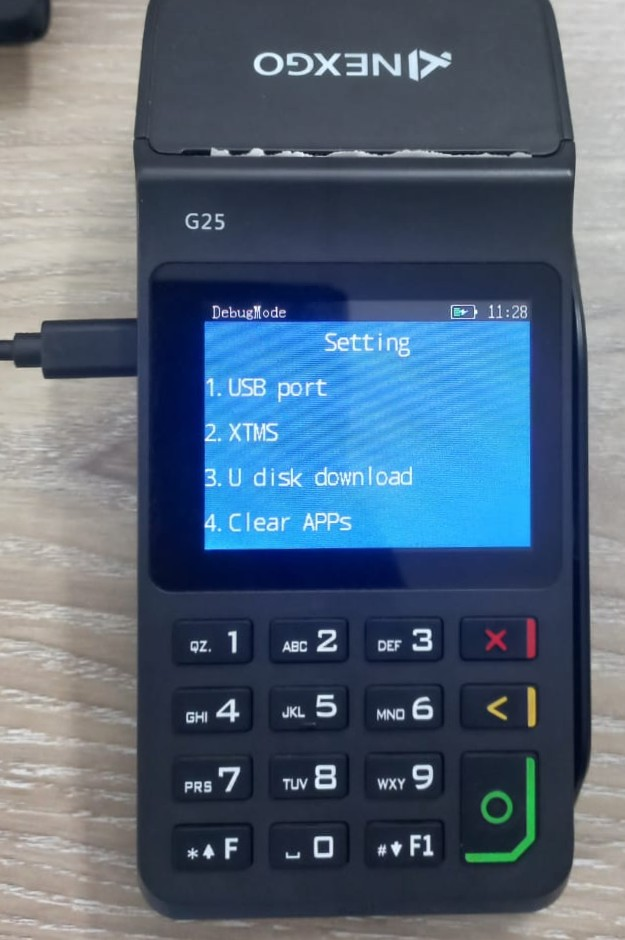 NEXGO
G25
DebugMode 11:28
Setting
1. USB port
2. XTMS
3. U disk download
4. Clear APPs
QZ. 1 ABC 2 DEF 3 X
GHI 4 JKL 5 MNO 6 <
PRS 7 TUV 8 WXY 9
* F 0 # F1